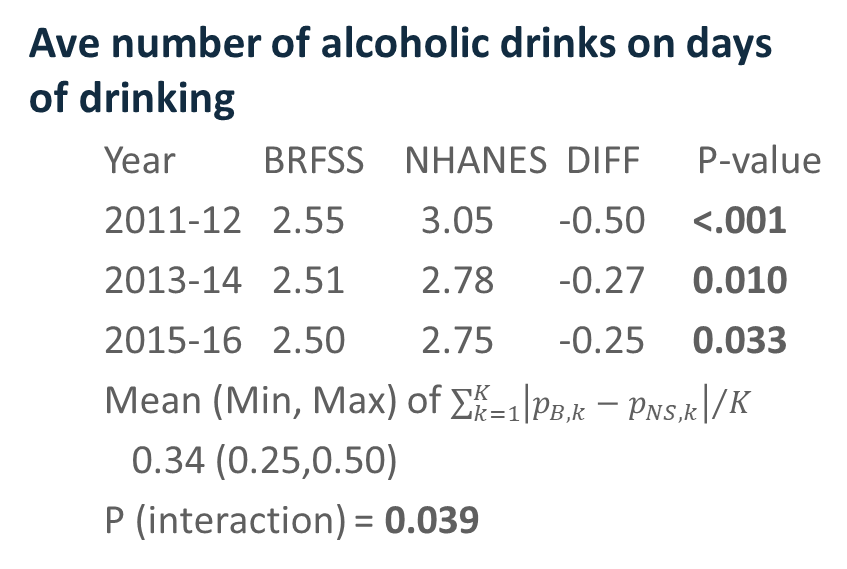 Ave number of alcoholic drinks on days
of drinking
Year BRFSS NHANES DIFF P-value
2011-12 2.55 3.05 -0.50 <.001
2013-14 2.51 2.78 -0.27 0.010
2015-16 2.50 2.75 -0.25 0.033
Mean (Min, Max) of ∑_{k=1}^{K}|p_{B,k} − p_{NS,k}|/K
0.34 (0.25,0.50)
P (interaction) = 0.039